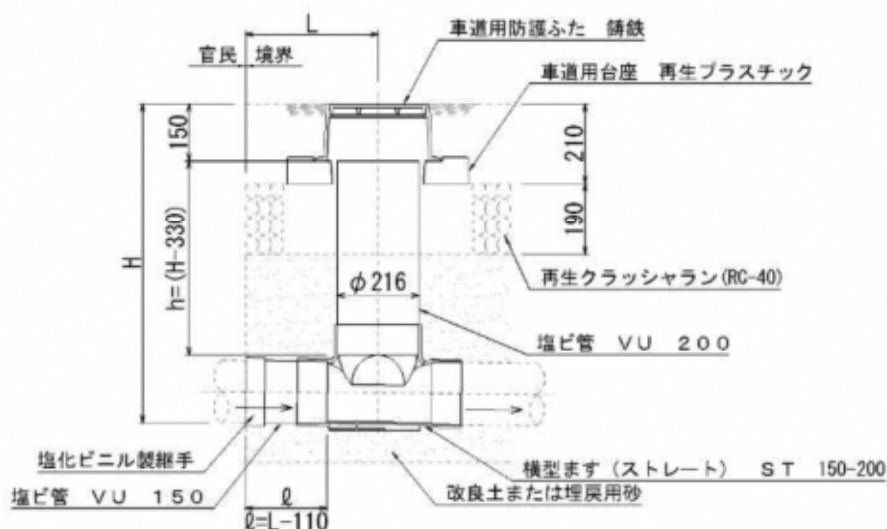 L
車道用防護ふた 鋳鉄
官民 境界
車道用台座 再生プラスチック
150
210
190
H
h=(H-330)
φ216
再生クラッシャラン(RC-40)
塩ビ管 VU 200
塩化ビニル製継手
横型ます(ストレート) ST 150-200
塩ビ管 VU 150
ℓ
改良土または埋戻用砂
ℓ=L-110